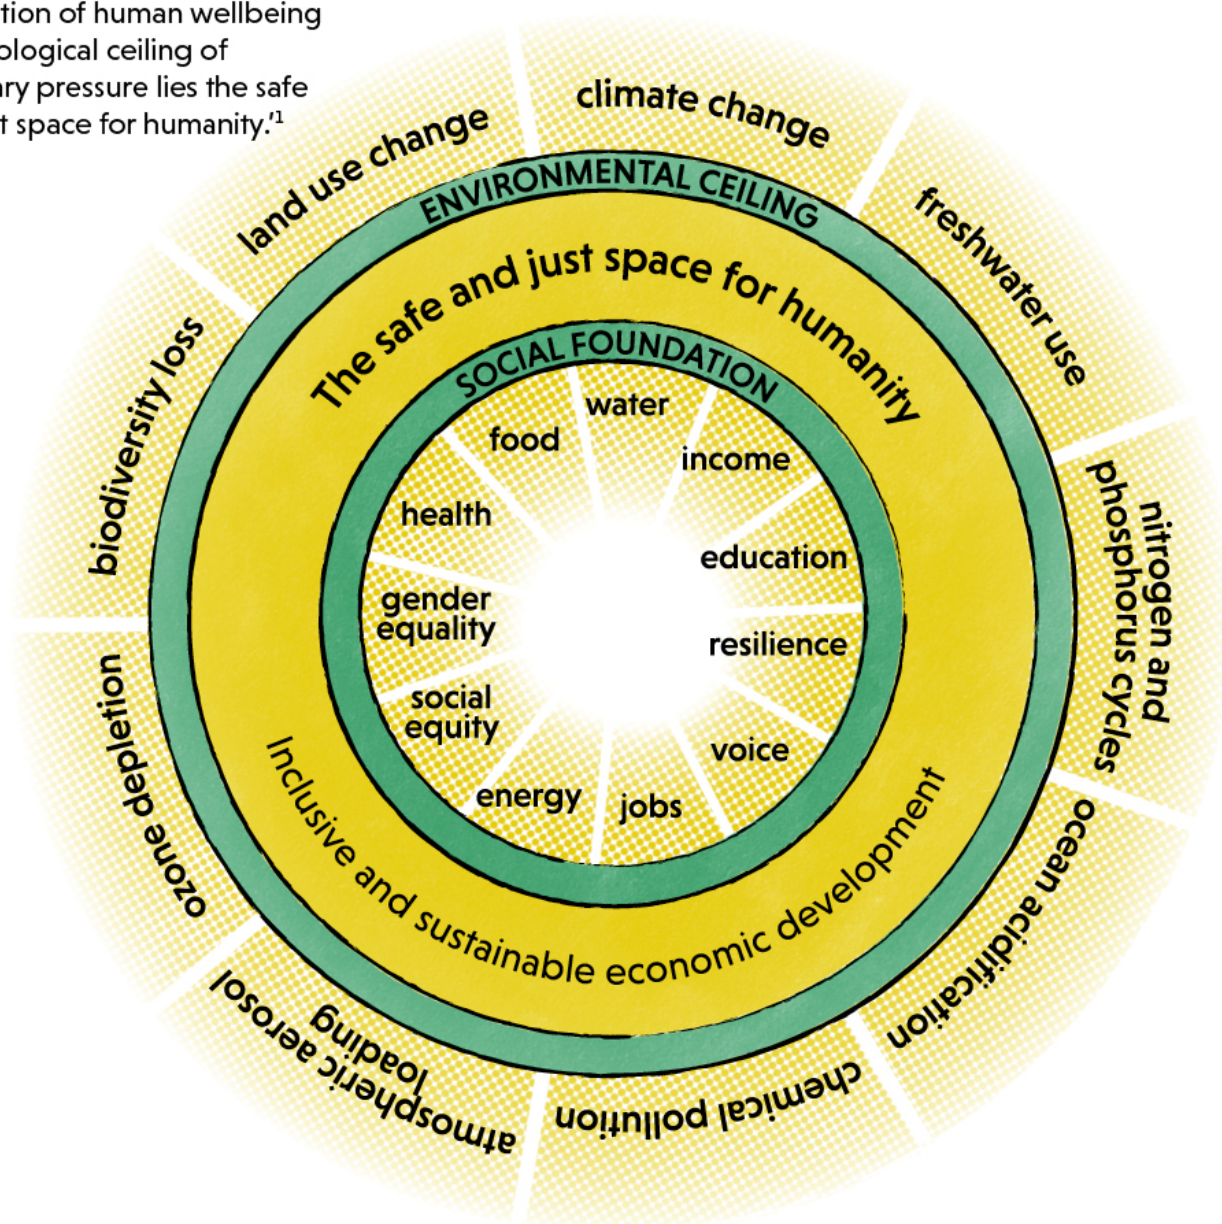 tion of human wellbeing
ological ceiling of
ary pressure lies the safe
t space for humanity.'¹
climate change
freshwater use
nitrogen and
phosphorus cycles
ocean acidification
chemical pollution
atmospheric aerosol
loading
ozone depletion
biodiversity loss
land use change
ENVIRONMENTAL CEILING
The safe and just space for humanity
SOCIAL FOUNDATION
water
income
education
resilience
voice
jobs
energy
social
equity
gender
equality
health
food
Inclusive and sustainable economic development